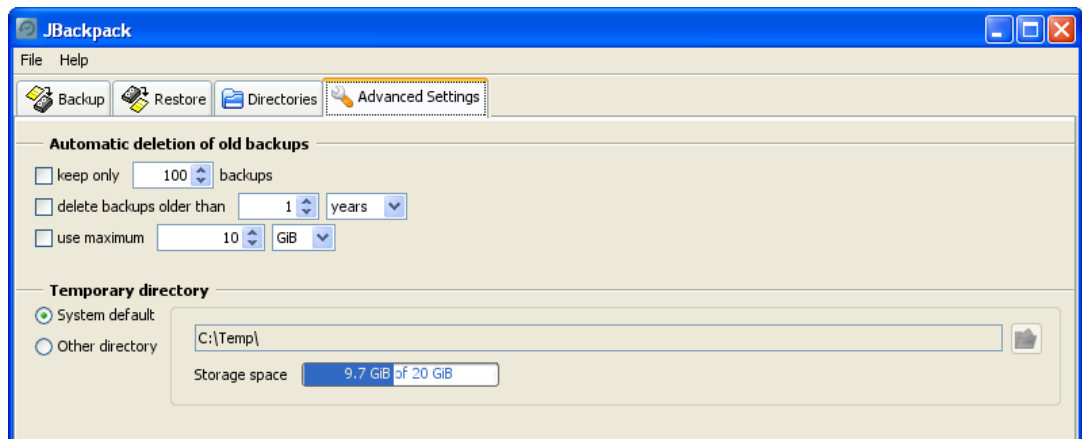 JBackpack
File Help
Backup Restore Directories Advanced Settings
Automatic deletion of old backups
keep only 100 backups
delete backups older than 1 years
use maximum 10 GiB
Temporary directory
System default
C:\Temp\
Other directory
Storage space 9.7 GiB of 20 GiB